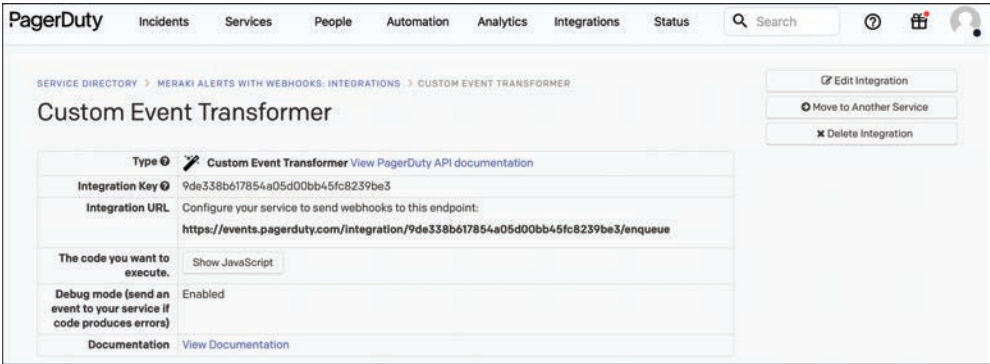 PagerDuty Incidents Services People Automation Analytics Integrations Status Search
SERVICE DIRECTORY > MERAKI ALERTS WITH WEBHOOKS: INTEGRATIONS > CUSTOM EVENT TRANSFORMER
Custom Event Transformer
Edit Integration
Move to Another Service
Delete Integration
Type Custom Event Transformer View PagerDuty API documentation
Integration Key 9de338b617854a05d00bb45fc8239be3
Integration URL Configure your service to send webhooks to this endpoint:
https://events.pagerduty.com/integration/9de338b617854a05d00bb45fc8239be3/enqueue
The code you want to
execute.
Show JavaScript
Debug mode (send an
event to your service if
code produces errors)
Enabled
Documentation View Documentation